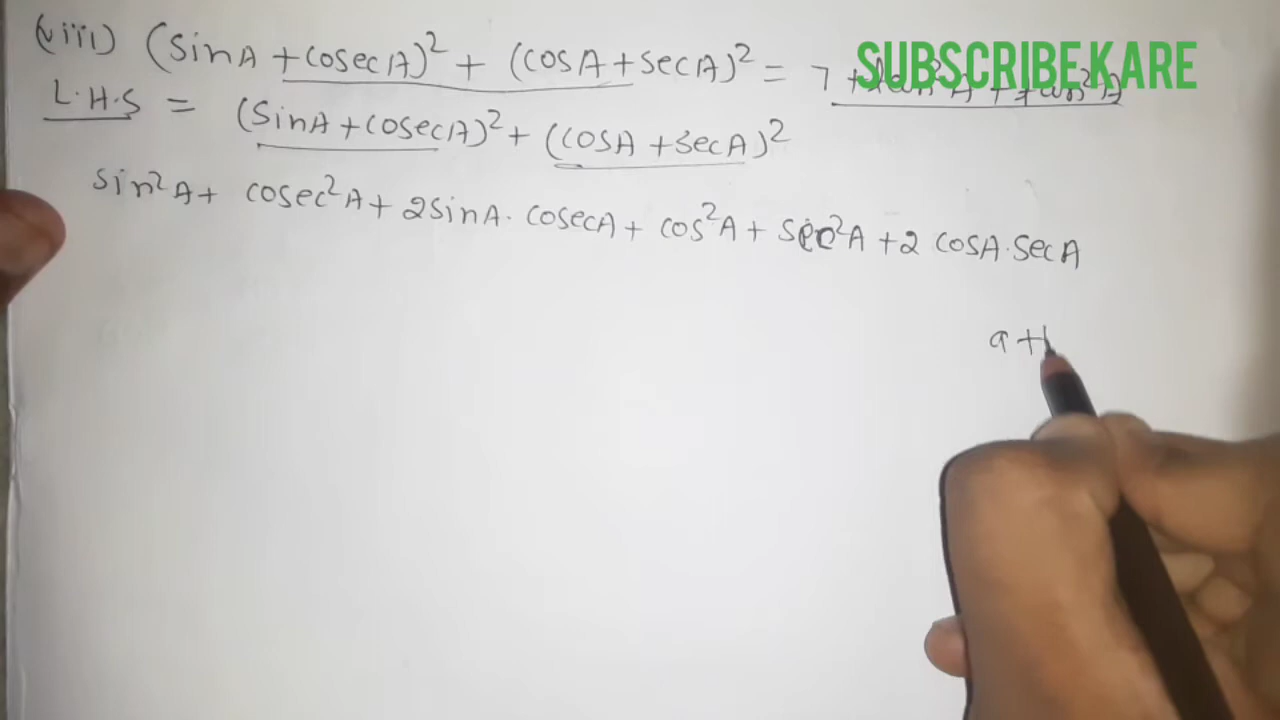 (viii) (sinA + cosecA)² + (cosA + secA)² = 7 +
SUBSCRIBE KARE
L.H.S = (sinA + cosecA)² + (cosA + secA)²
sin²A + cosec²A + 2sinA. cosecA + cos²A + sec²A + 2 cosA.secA
a +